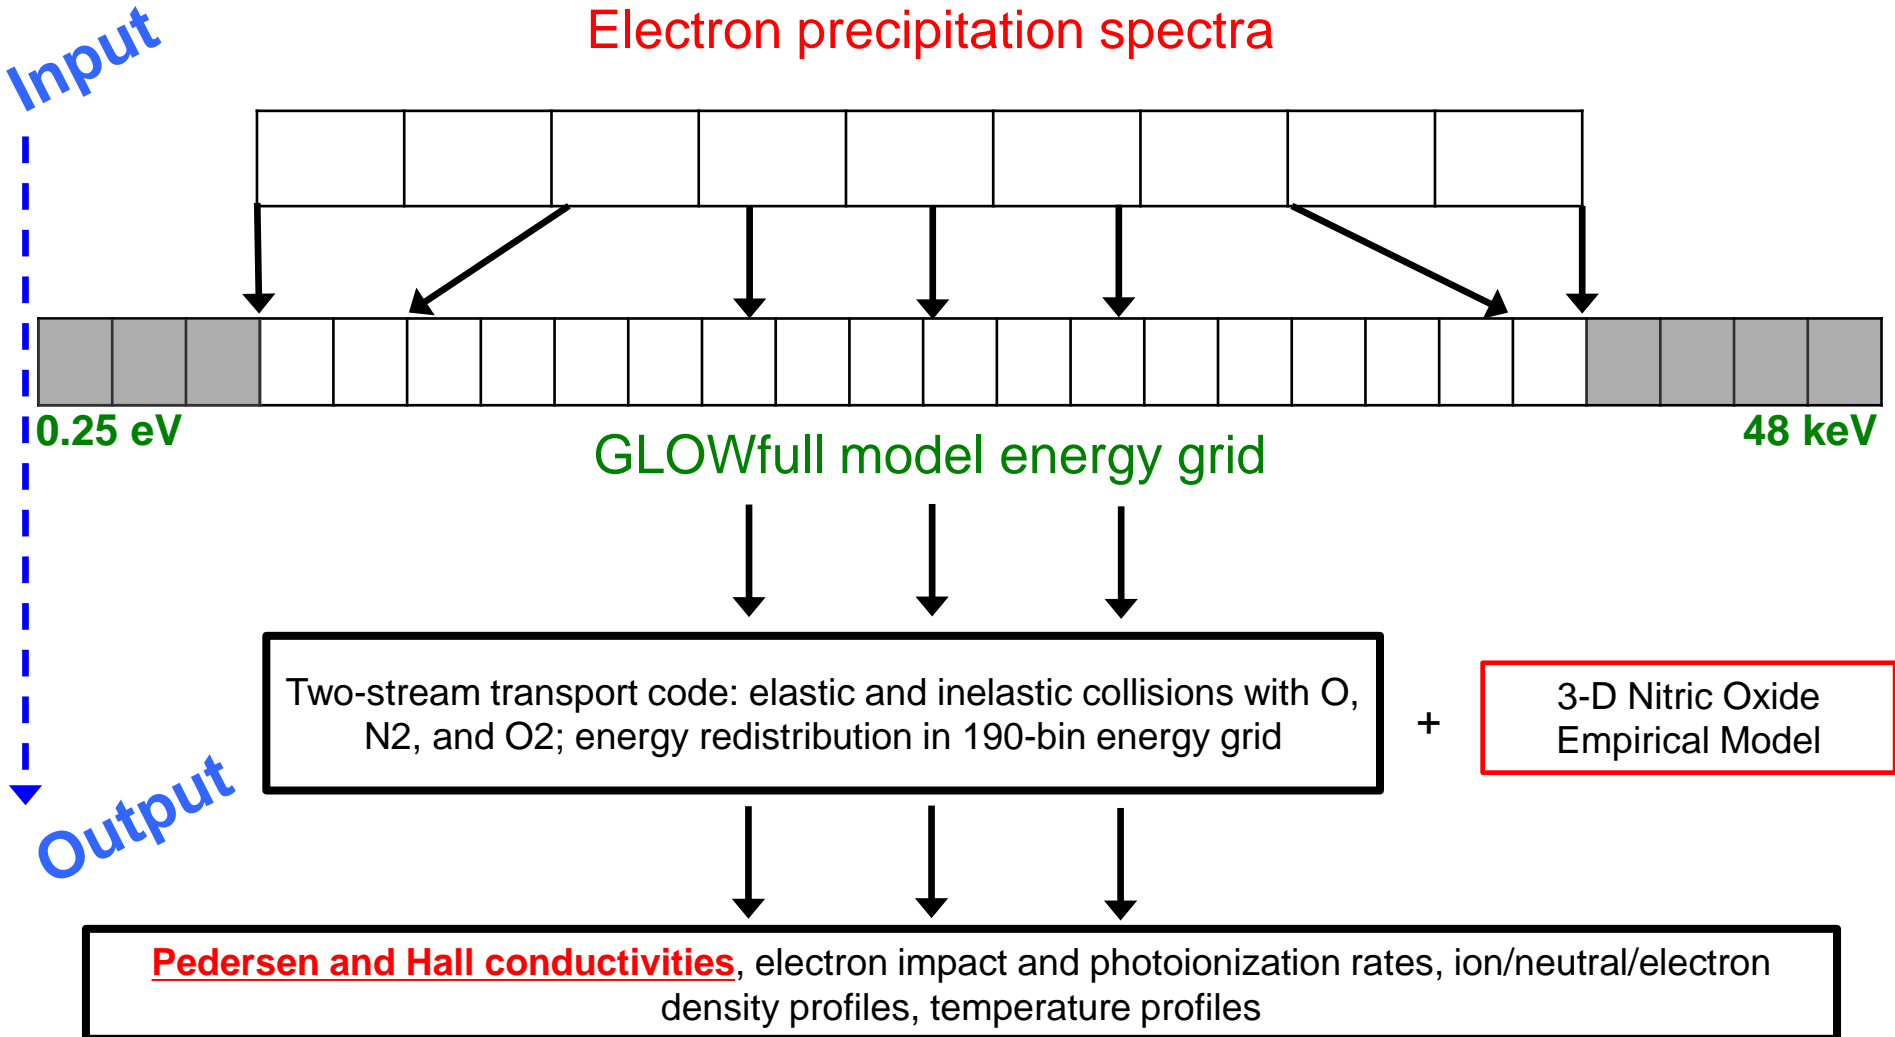 Input
Electron precipitation spectra
0.25 eV
48 keV
GLOWfull model energy grid
Two-stream transport code: elastic and inelastic collisions with O,
N2, and O2; energy redistribution in 190-bin energy grid
+
3-D Nitric Oxide
Empirical Model
Output
Pedersen and Hall conductivities, electron impact and photoionization rates, ion/neutral/electron
density profiles, temperature profiles